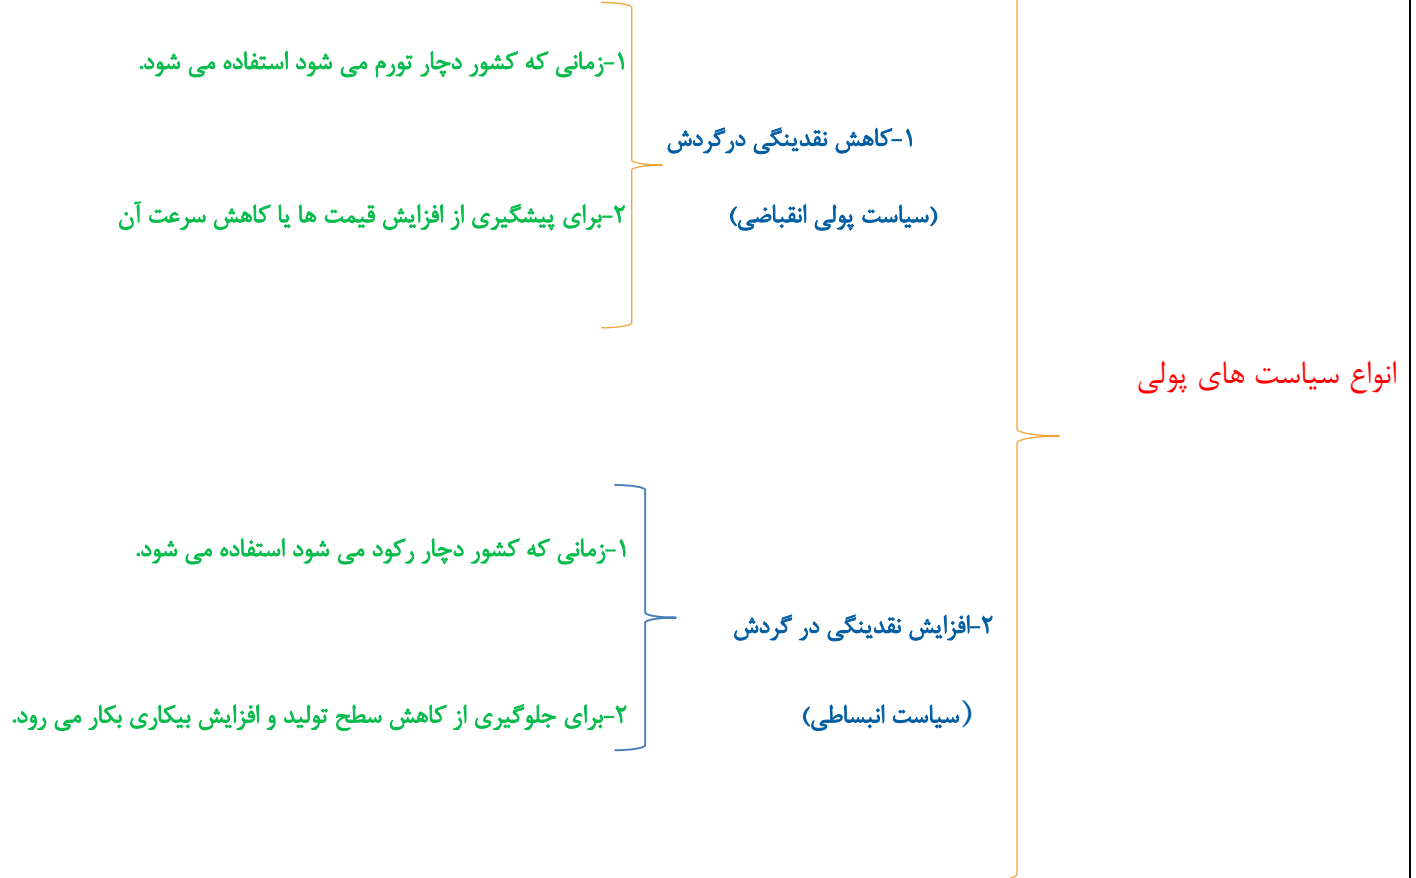 انواع سیاست های پولی
۱-کاهش نقدینگی درگردش
(سیاست پولی انقباضی)
۱-زمانی که کشور دچار تورم می شود استفاده می شود.
۲-برای پیشگیری از افزایش قیمت ها یا کاهش سرعت آن
۲-افزایش نقدینگی در گردش
(سیاست انبساطی)
۱-زمانی که کشور دچار رکود می شود استفاده می شود.
۲-برای جلوگیری از کاهش سطح تولید و افزایش بیکاری بکار می رود.